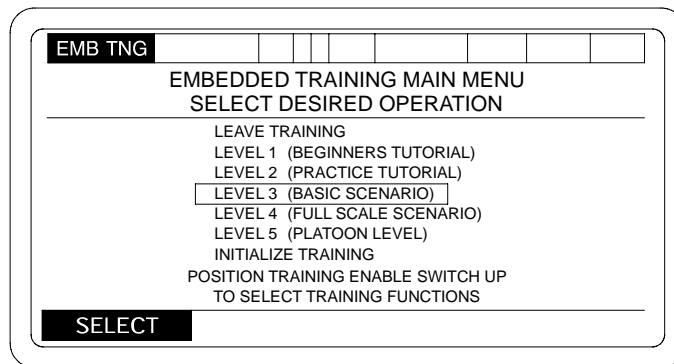 EMB TNG
EMBEDDED TRAINING MAIN MENU
SELECT DESIRED OPERATION
LEAVE TRAINING
LEVEL 1 (BEGINNERS TUTORIAL)
LEVEL 2 (PRACTICE TUTORIAL)
LEVEL 3 (BASIC SCENARIO)
LEVEL 4 (FULL SCALE SCENARIO)
LEVEL 5 (PLATOON LEVEL)
INITIALIZE TRAINING
POSITION TRAINING ENABLE SWITCH UP
TO SELECT TRAINING FUNCTIONS
SELECT